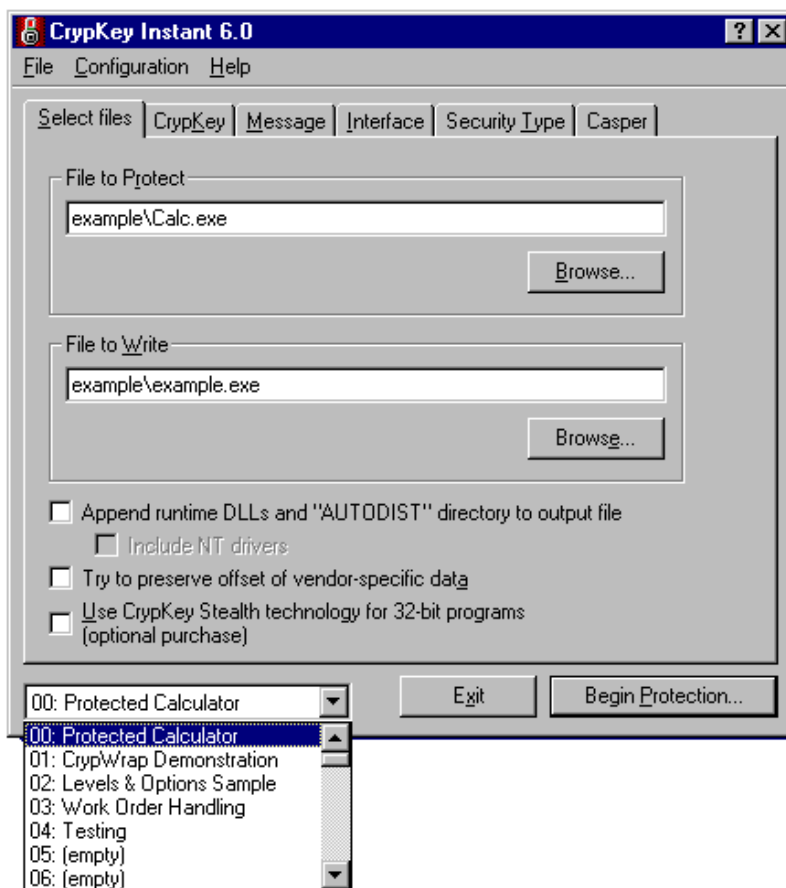 CrypKey Instant 6.0
File Configuration Help
Select files CrypKey Message Interface Security Type Casper
File to Protect
example\Calc.exe
Browse...
File to Write
example\example.exe
Browse...
Append runtime DLLs and "AUTODIST" directory to output file
Include NT drivers
Try to preserve offset of vendor-specific data
Use CrypKey Stealth technology for 32-bit programs
(optional purchase)
00: Protected Calculator Exit Begin Protection...
00: Protected Calculator
01: CrypWrap Demonstration
02: Levels & Options Sample
03: Work Order Handling
04: Testing
05: (empty)
06: (empty)